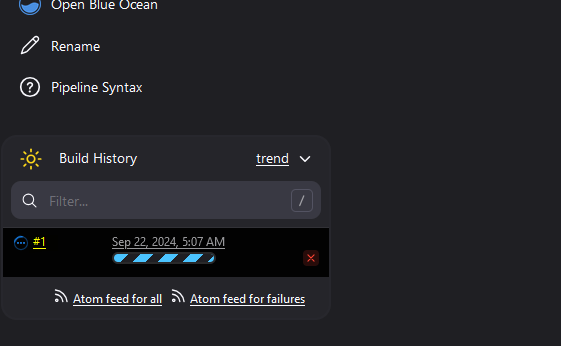 Open Blue Ocean
Rename
Pipeline Syntax
Build History trend
Filter... /
#1 Sep 22, 2024, 5:07 AM
Atom feed for all Atom feed for failures